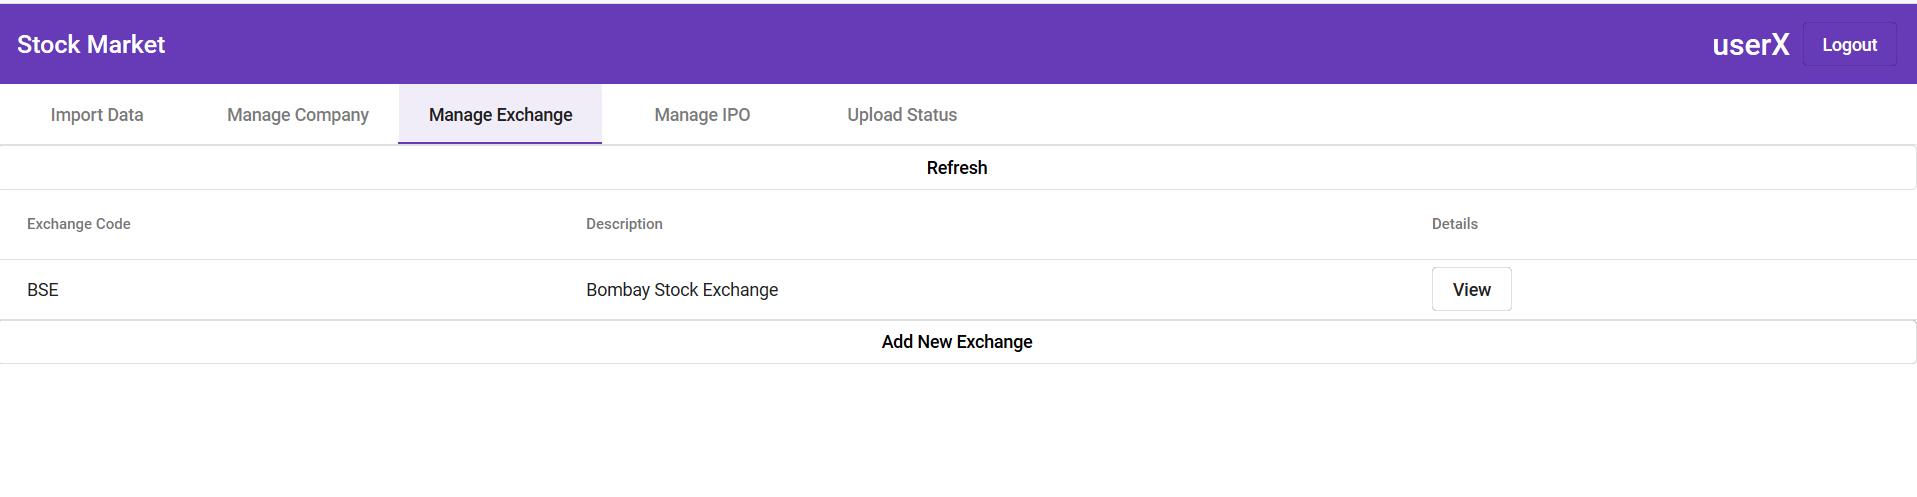 Stock Market userX Logout
Import Data Manage Company Manage Exchange Manage IPO Upload Status
Refresh
Exchange Code Description Details
BSE Bombay Stock Exchange View
Add New Exchange